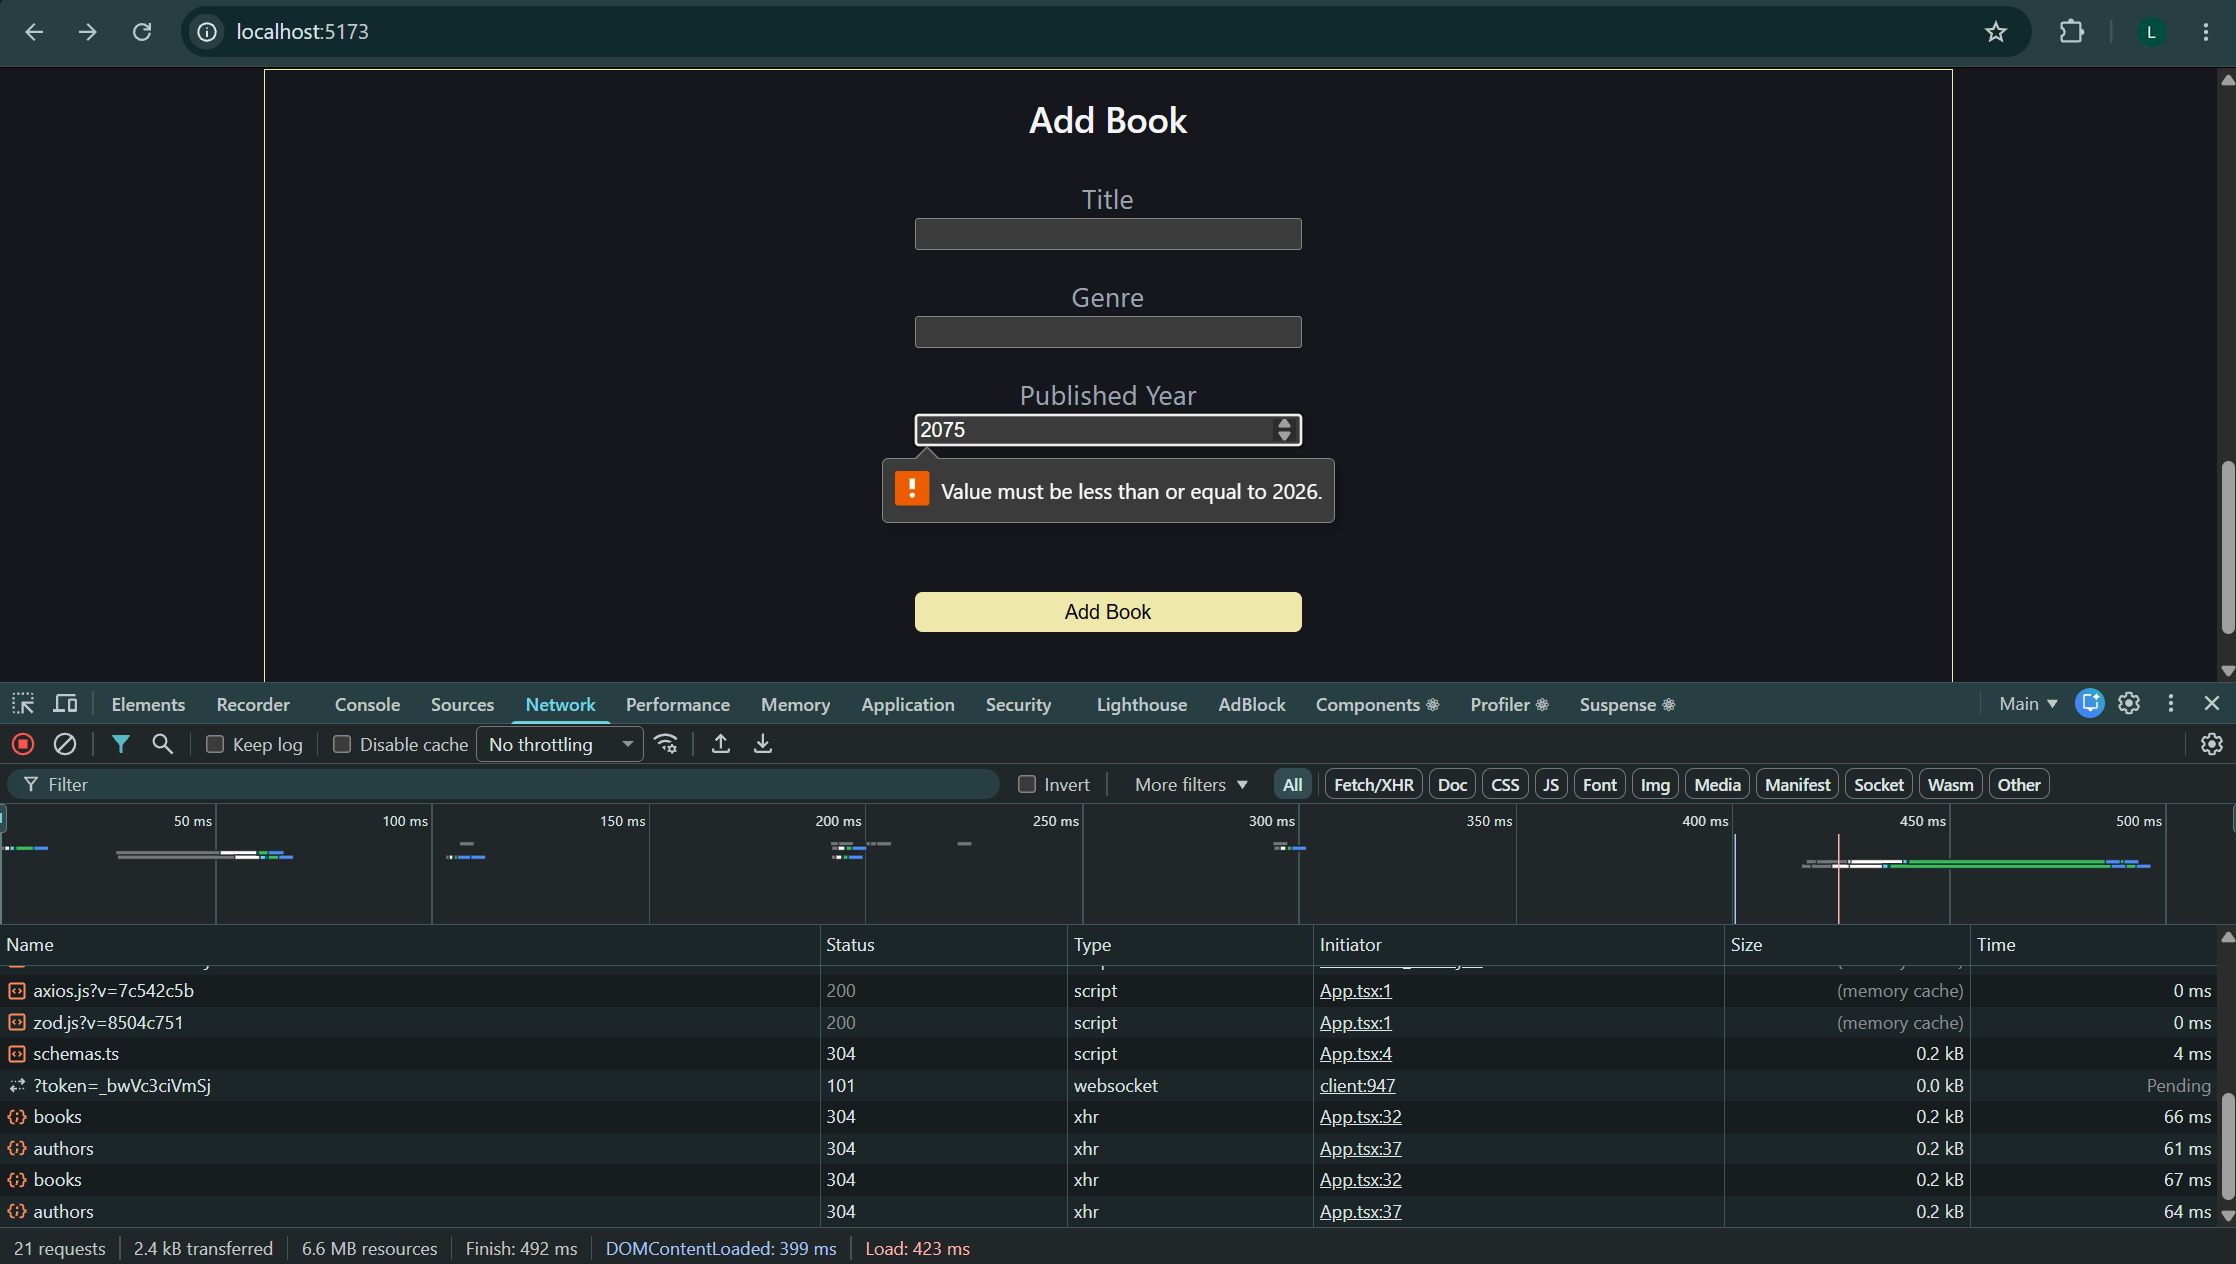 localhost:5173
L
Add Book
Title
Genre
Published Year
2075
Value must be less than or equal to 2026.
Add Book
Elements Recorder Console Sources Network Performance Memory Application Security Lighthouse AdBlock Components Profiler Suspense Main
Keep log Disable cache No throttling
Filter Invert More filters All Fetch/XHR Doc CSS JS Font Img Media Manifest Socket Wasm Other
50 ms 100 ms 150 ms 200 ms 250 ms 300 ms 350 ms 400 ms 450 ms 500 ms
Name Status Type Initiator Size Time
axios.js?v=7c542c5b 200 script App.tsx:1 (memory cache) 0 ms
zod.js?v=8504c751 200 script App.tsx:1 (memory cache) 0 ms
schemas.ts 304 script App.tsx:4 0.2 kB 4 ms
?token=_bwVc3ciVmSj 101 websocket client:947 0.0 kB Pending
books 304 xhr App.tsx:32 0.2 kB 66 ms
authors 304 xhr App.tsx:37 0.2 kB 61 ms
books 304 xhr App.tsx:32 0.2 kB 67 ms
authors 304 xhr App.tsx:37 0.2 kB 64 ms
21 requests 2.4 kB transferred 6.6 MB resources Finish: 492 ms DOMContentLoaded: 399 ms Load: 423 ms